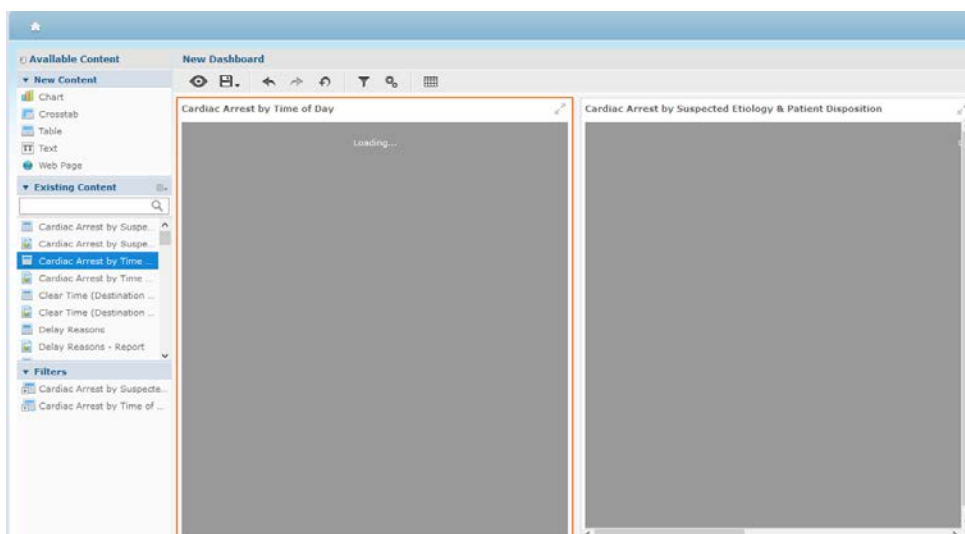 Available Content
New Dashboard
New Content
Chart
Crosstab
Table
Text
Web Page
Existing Content
Cardiac Arrest by Suspe...
Cardiac Arrest by Suspe...
Cardiac Arrest by Time ...
Cardiac Arrest by Time ...
Clear Time (Destination ...
Clear Time (Destination ...
Delay Reasons
Delay Reasons - Report
Filters
Cardiac Arrest by Suspecte...
Cardiac Arrest by Time of ...
Cardiac Arrest by Time of Day
Loading...
Cardiac Arrest by Suspected Etiology & Patient Disposition